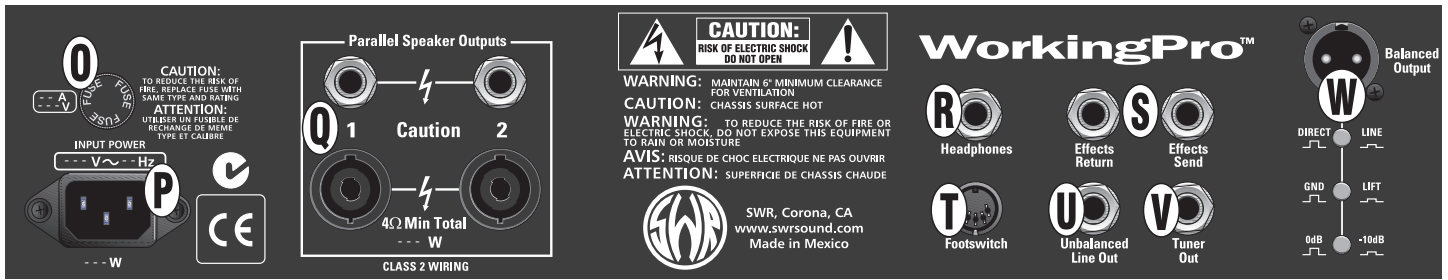 O
FUSE FUSE FUSE
- - A
- - V
CAUTION:
TO REDUCE THE RISK OF
FIRE, REPLACE FUSE WITH
SAME TYPE AND RATING
ATTENTION:
UTILISER UN FUSIBLE DE
RECHANGE DE MEME
TYPE ET CALIBRE
INPUT POWER
- - - V~ - - Hz
P
- - - W
CE
Parallel Speaker Outputs
Q
1 Caution 2
4Ω Min Total
- - - W
CLASS 2 WIRING
CAUTION:
RISK OF ELECTRIC SHOCK
DO NOT OPEN
WARNING: MAINTAIN 6" MINIMUM CLEARANCE
FOR VENTILATION
CAUTION: CHASSIS SURFACE HOT
WARNING: TO REDUCE THE RISK OF FIRE OR
ELECTRIC SHOCK, DO NOT EXPOSE THIS EQUIPMENT
TO RAIN OR MOISTURE
AVIS: RISQUE DE CHOC ELECTRIQUE NE PAS OUVRIR
ATTENTION: SUPERFICIE DE CHASSIS CHAUDE
SWR
SWR, Corona, CA
www.swrsound.com
Made in Mexico
WorkingPro™
R
Headphones
Effects
Return
S
Effects
Send
T
Footswitch
U
Unbalanced
Line Out
V
Tuner
Out
Balanced
Output
W
DIRECT LINE
GND LIFT
0dB -10dB